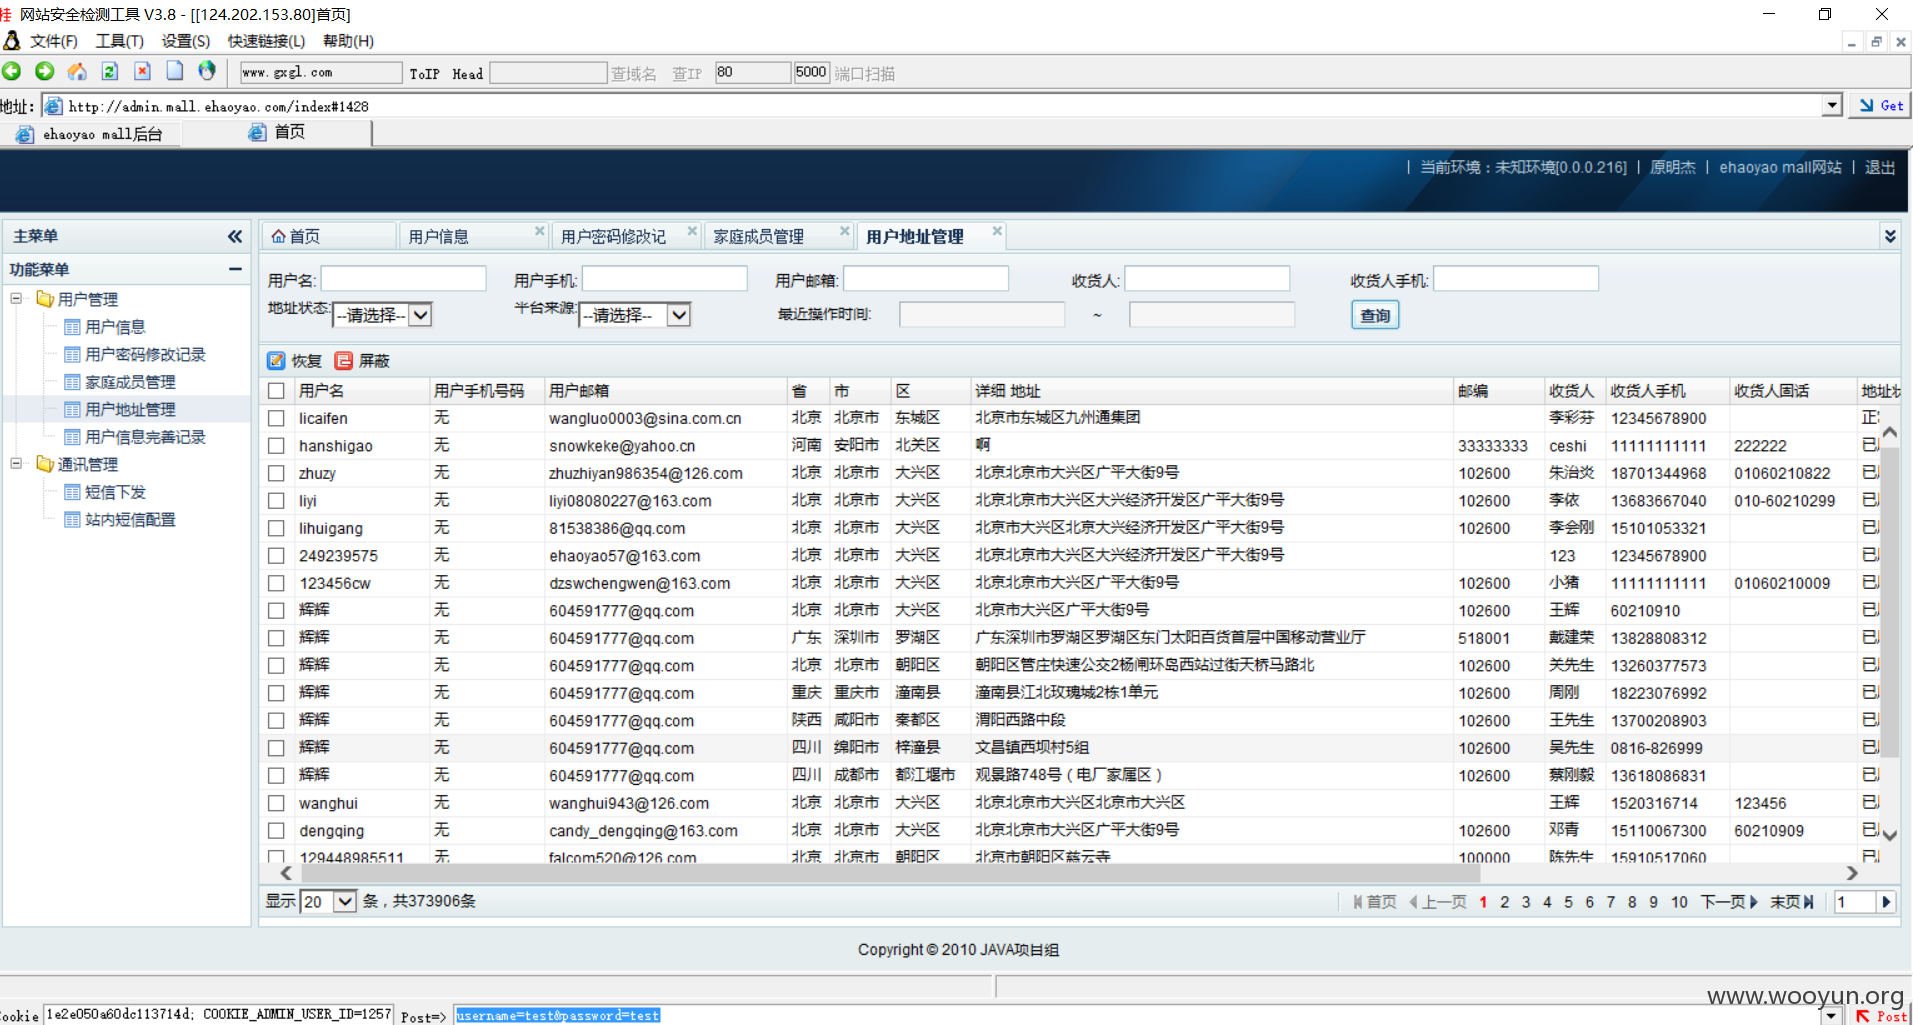 网站安全检测工具 V3.8 - [[124.202.153.80]首页]
文件(F) 工具(T) 设置(S) 快速链接(L) 帮助(H)
www.gxgl.com ToIP Head 查域名 查IP 80 5000 端口扫描
地址: http://admin.mall.ehaoyao.com/index#1428 Get
ehaoyao mall后台 首页
| 当前环境：未知环境[0.0.0.216] | 原明杰 | ehaoyao mall网站 | 退出
主菜单
功能菜单
用户管理
用户信息
用户密码修改记录
家庭成员管理
用户地址管理
用户信息完善记录
通讯管理
短信下发
站内短信配置
首页 用户信息 用户密码修改记 家庭成员管理 用户地址管理
用户名: 用户手机: 用户邮箱: 收货人: 收货人手机:
地址状态: --请选择-- 平台来源: --请选择-- 最近操作时间: ~ 查询
恢复 屏蔽
用户名 用户手机号码 用户邮箱 省 市 区 详细 地址 邮编 收货人 收货人手机 收货人固话 地址状
licaifen 无 wangluo0003@sina.com.cn 北京 北京市 东城区 北京市东城区九州通集团 李彩芬 12345678900 正
hanshigao 无 snowkeke@yahoo.cn 河南 安阳市 北关区 啊 33333333 ceshi 11111111111 222222 已
zhuzy 无 zhuzhiyan986354@126.com 北京 北京市 大兴区 北京北京市大兴区广平大街9号 102600 朱治炎 18701344968 01060210822 已
liyi 无 liyi08080227@163.com 北京 北京市 大兴区 北京北京市大兴区大兴经济开发区广平大街9号 102600 李侬 13683667040 010-60210299 已
lihuigang 无 81538386@qq.com 北京 北京市 大兴区 北京市大兴区北京大兴经济开发区广平大街9号 102600 李会刚 15101053321 已
249239575 无 ehaoyao57@163.com 北京 北京市 大兴区 北京北京市大兴区大兴经济开发区广平大街9号 123 12345678900 已
123456cw 无 dzswchengwen@163.com 北京 北京市 大兴区 北京北京市大兴区广平大街9号 102600 小猪 11111111111 01060210009 已
辉辉 无 604591777@qq.com 北京 北京市 大兴区 北京市大兴区广平大街9号 102600 王辉 60210910 已
辉辉 无 604591777@qq.com 广东 深圳市 罗湖区 广东深圳市罗湖区罗湖区东门太阳百货首层中国移动营业厅 518001 戴建荣 13828808312 已
辉辉 无 604591777@qq.com 北京 北京市 朝阳区 朝阳区管庄快速公交2杨闸环岛西站过街天桥马路北 102600 关先生 13260377573 已
辉辉 无 604591777@qq.com 重庆 重庆市 潼南县 潼南县江北玫瑰城2栋1单元 102600 周刚 18223076992 已
辉辉 无 604591777@qq.com 陕西 咸阳市 秦都区 渭阳西路中段 102600 王先生 13700208903 已
辉辉 无 604591777@qq.com 四川 绵阳市 梓潼县 文昌镇西坝村5组 102600 吴先生 0816-826999 已
辉辉 无 604591777@qq.com 四川 成都市 都江堰市 观景路748号（电厂家属区） 102600 蔡刚毅 13618086831 已
wanghui 无 wanghui943@126.com 北京 北京市 大兴区 北京北京市大兴区北京市大兴区 王辉 1520316714 123456 已
dengqing 无 candy_dengqing@163.com 北京 北京市 大兴区 北京北京市大兴区广平大街9号 102600 邓青 15110067300 60210909 已
129448985511 无 falcom520@126.com 北京 北京市 朝阳区 北京市朝阳区慈云寺 100000 陈先生 15910517060 已
显示 20 条，共373906条 首页 上一页 1 2 3 4 5 6 7 8 9 10 下一页 末页 1
Copyright © 2010 JAVA项目组
www.wooyun.org
Cookie 1e2e050a60dc113714d; COOKIE_ADMIN_USER_ID=1257 Post=> username=test&password=test Post